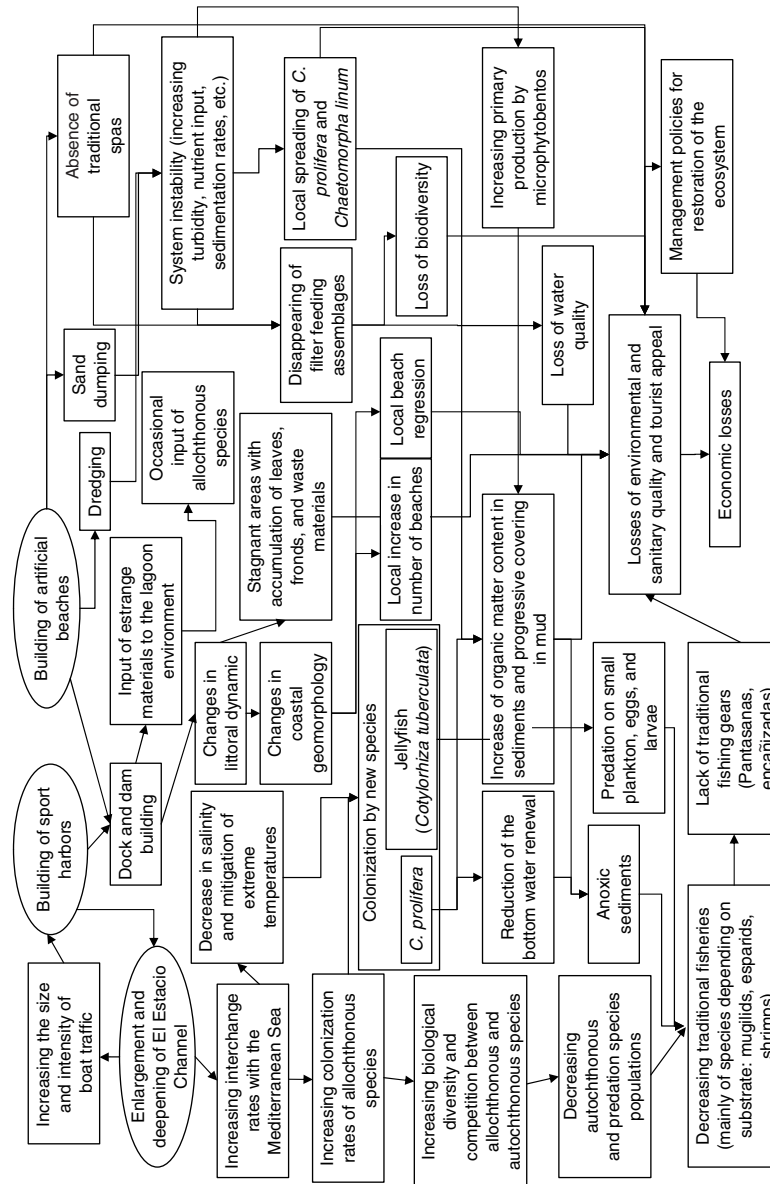 Increasing the size
and intensity of
boat traffic
Building of sport
harbors
Building of artificial
beaches
Absence of
traditional
spas
Enlargement and
deepening of El Estacio
Channel
Dock and dam
building
Input of estrange
materials to the lagoon
environment
Dredging
Sand
dumping
System instability (increasing
turbidity, nutrient input,
sedimentation rates, etc.)
Occasional
input of
allochthonous
species
Increasing interchange
rates with the
Mediterranean Sea
Decrease in salinity
and mitigation of
extreme
temperatures
Changes in
littoral dynamic
Changes in
coastal
geomorphology
Stagnant areas with
accumulation of leaves,
fronds, and waste
materials
Disappearing of
filter feeding
assemblages
Local spreading of C.
prolifera and
Chaetomorpha linum
Increasing colonization
rates of allochthonous
species
Colonization by new species
C. prolifera
Jellyfish
(Cotylorhiza tuberculata)
Local increase in
number of beaches
Local beach
regression
Loss of biodiversity
Increasing primary
production by
microphytobentos
Increasing biological
diversity and
competition between
allochthonous and
autochthonous species
Reduction of the
bottom water renewal
Increase of organic matter content in
sediments and progressive covering
in mud
Loss of water
quality
Decreasing
autochthonous
and predation species
populations
Anoxic
sediments
Predation on small
plankton, eggs, and
larvae
Losses of environmental and
sanitary quality and tourist appeal
Management policies for
restoration of the
ecosystem
Decreasing traditional fisheries
(mainly of species depending on
substrate: mugilids, esparids,
shrimps)
Lack of traditional
fishing gears
(Pantasanas,
encañizadas)
Economic losses